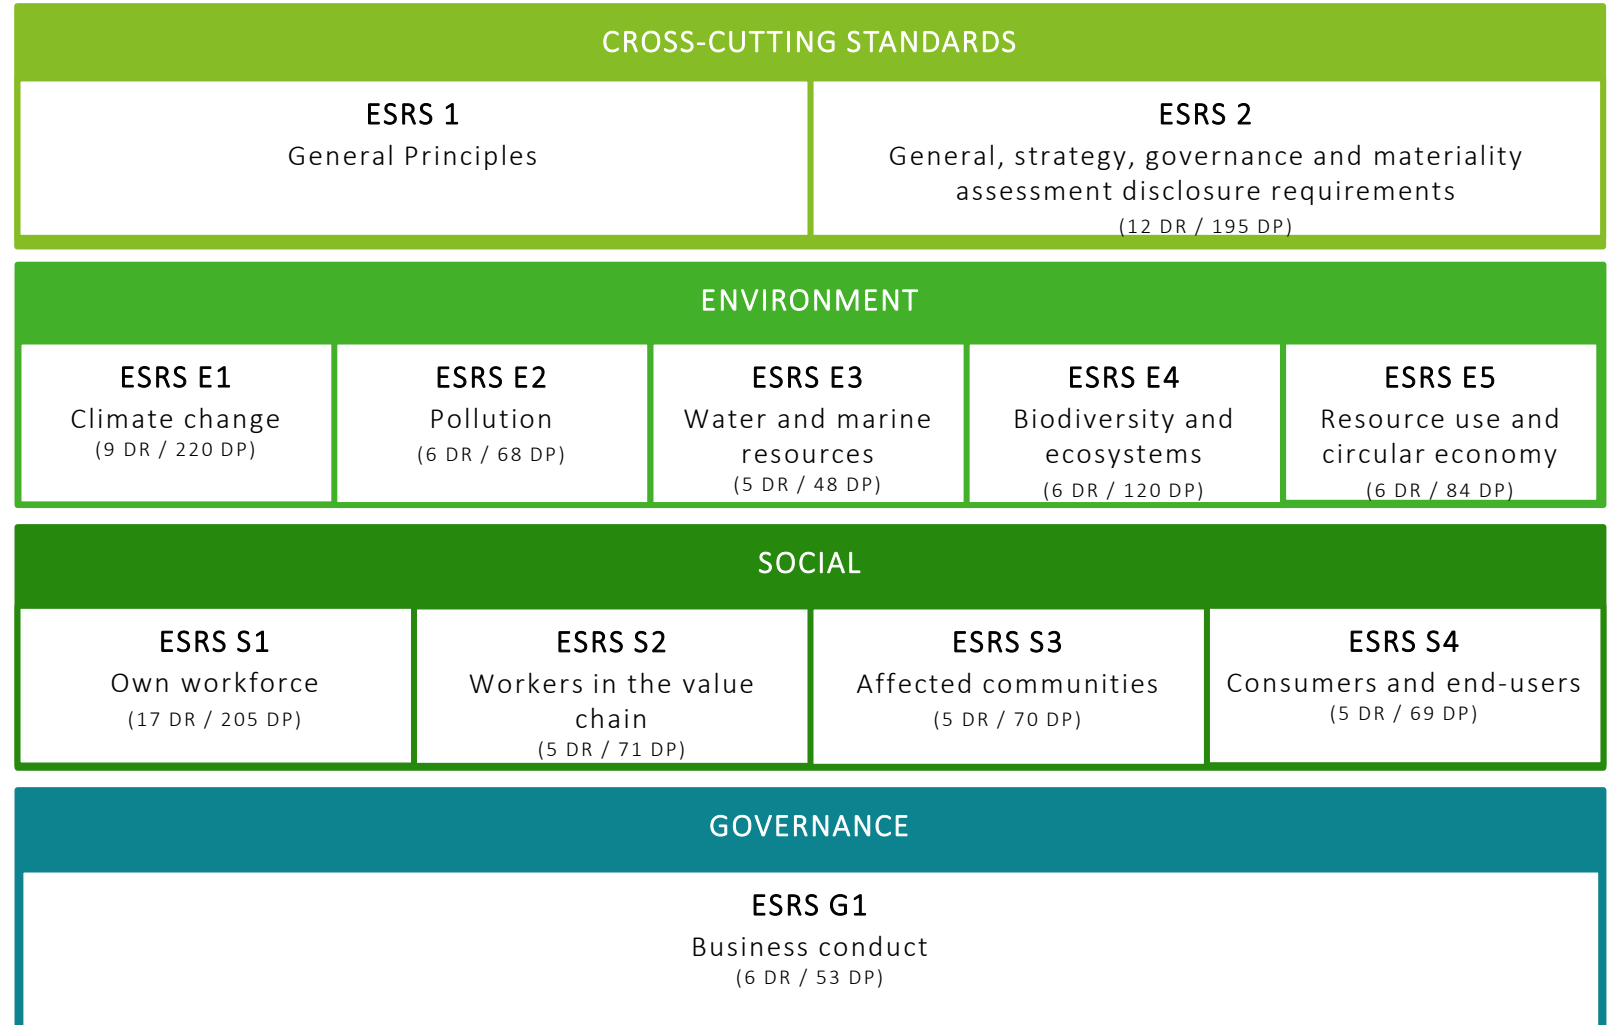 CROSS-CUTTING STANDARDS
ESRS 1
General Principles
ESRS 2
General, strategy, governance and materiality
assessment disclosure requirements
(12 DR / 195 DP)
ENVIRONMENT
ESRS E1
Climate change
(9 DR / 220 DP)
ESRS E2
Pollution
(6 DR / 68 DP)
ESRS E3
Water and marine
resources
(5 DR / 48 DP)
ESRS E4
Biodiversity and
ecosystems
(6 DR / 120 DP)
ESRS E5
Resource use and
circular economy
(6 DR / 84 DP)
SOCIAL
ESRS S1
Own workforce
(17 DR / 205 DP)
ESRS S2
Workers in the value
chain
(5 DR / 71 DP)
ESRS S3
Affected communities
(5 DR / 70 DP)
ESRS S4
Consumers and end-users
(5 DR / 69 DP)
GOVERNANCE
ESRS G1
Business conduct
(6 DR / 53 DP)